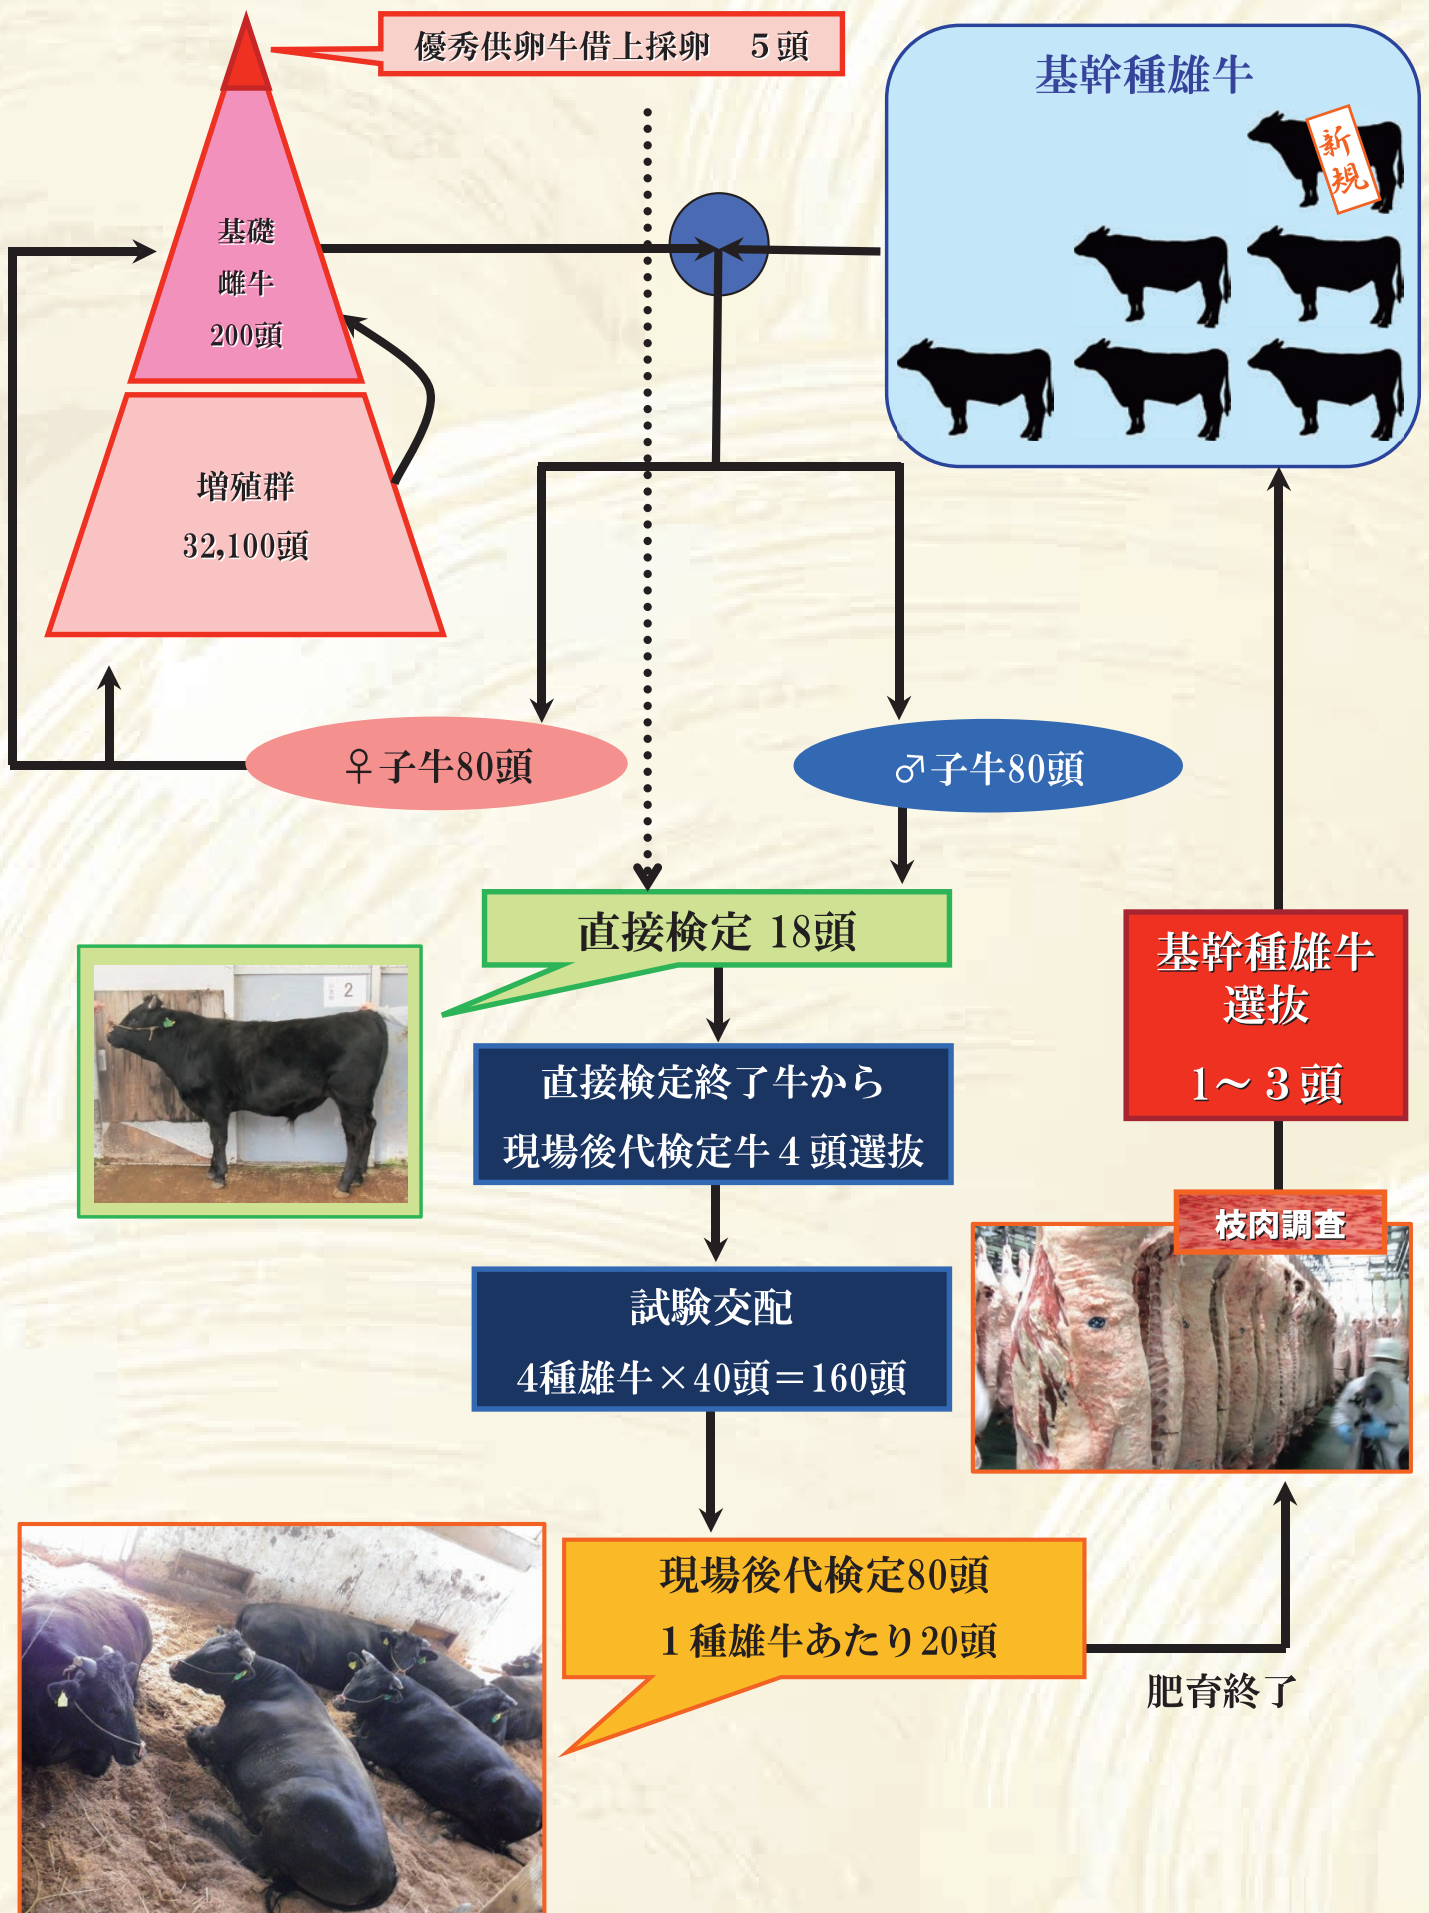 優秀供卵牛借上採卵　５頭
基幹種雄牛
新規
基礎
雌牛
200頭
増殖群
32,100頭
♀子牛80頭
♂子牛80頭
直接検定 18頭
2
直接検定終了牛から
現場後代検定牛４頭選抜
基幹種雄牛
選抜
1～３頭
枝肉調査
試験交配
4種雄牛×40頭＝160頭
現場後代検定80頭
１種雄牛あたり20頭
肥育終了